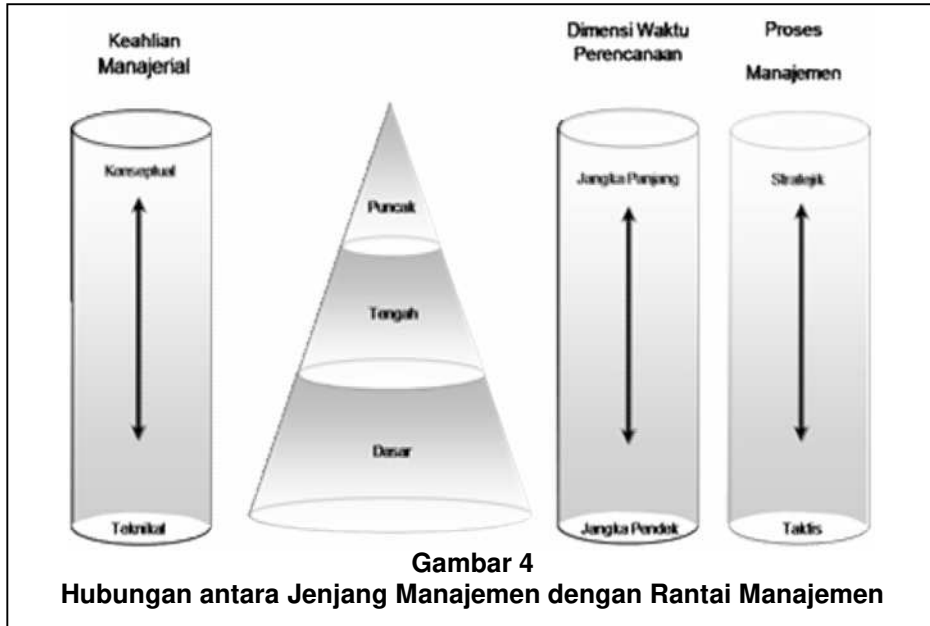 Keahlian
Manajerial
Dimensi Waktu
Perencanaan
Proses
Manajemen
Konseptual
Teknikal
Puncak
Tengah
Dasar
Jangka Panjang
Jangka Pendek
Stratejik
Taktis
Gambar 4
Hubungan antara Jenjang Manajemen dengan Rantai Manajemen